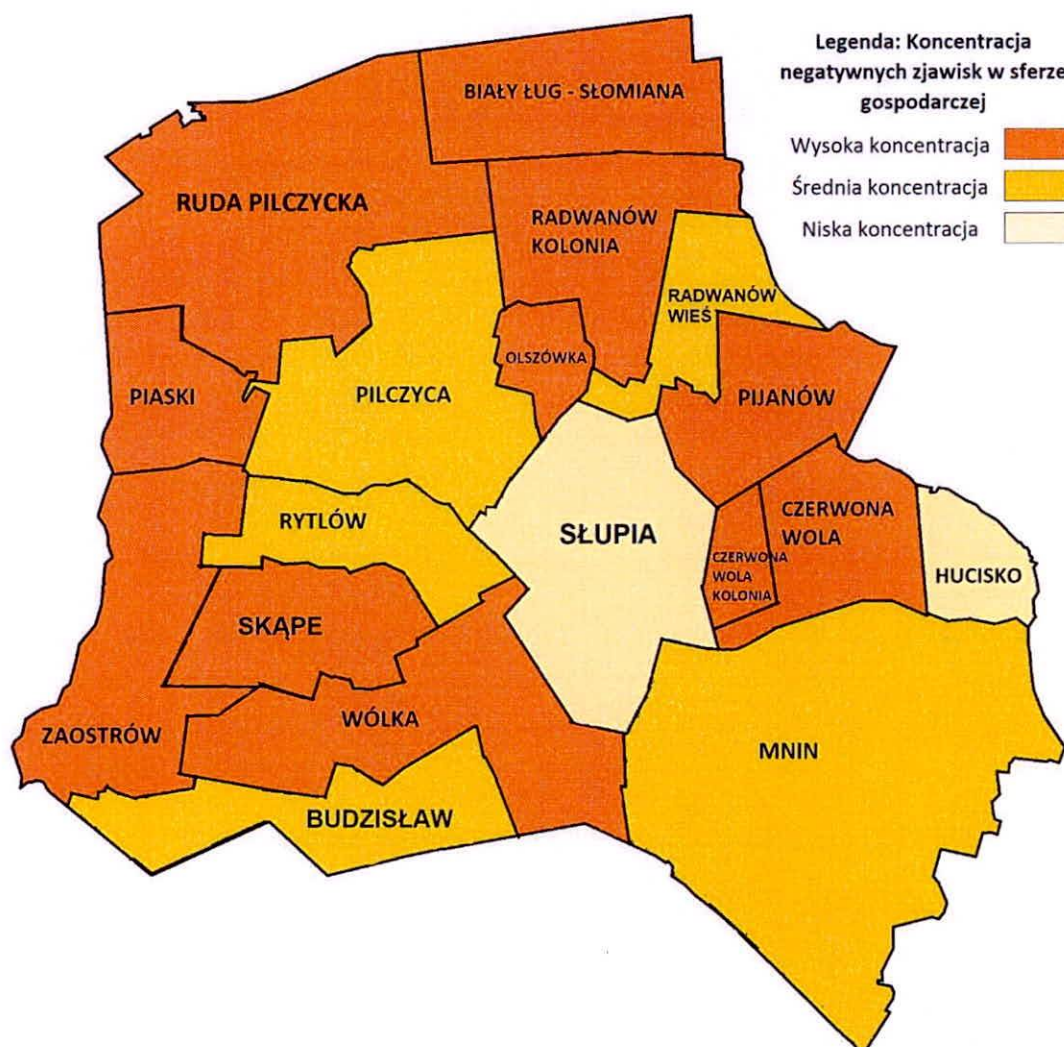 Legenda: Koncentracja
negatywnych zjawisk w sferze
gospodarczej
Wysoka koncentracja
Średnia koncentracja
Niska koncentracja
BIAŁY ŁUG - SŁOMIANA
RUDA PILCZYCKA
RADWANÓW
KOLONIA
RADWANÓW
WIEŚ
OLSZÓWKA
PIASKI
PILCZYCA
PIJANÓW
RYTLÓW
SŁUPIA
CZERWONA
WOLA
CZERWONA
WOLA
KOLONIA
HUCISKO
SKĄPE
WÓLKA
ZAOSTRÓW
MNIN
BUDZISŁAW